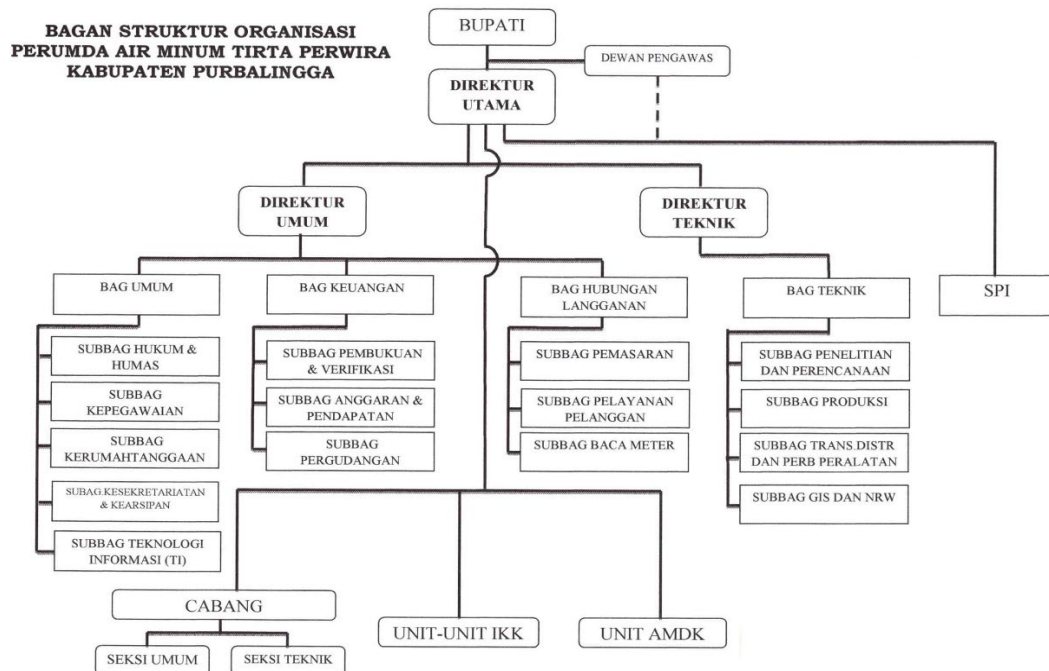 BAGAN STRUKTUR ORGANISASI
PERUMDA AIR MINUM TIRTA PERWIRA
KABUPATEN PURBALINGGA
BUPATI
DEWAN PENGAWAS
DIREKTUR
UTAMA
DIREKTUR
UMUM
DIREKTUR
TEKNIK
BAG UMUM
BAG KEUANGAN
BAG HUBUNGAN
LANGGANAN
BAG TEKNIK
SPI
SUBBAG HUKUM &
HUMAS
SUBBAG
KEPEGAWAIAN
SUBBAG
KERUMAHTANGGAAN
SUBAG.KESEKRETARIATAN
& KEARSIPAN
SUBBAG TEKNOLOGI
INFORMASI (TI)
SUBBAG PEMBUKUAN
& VERIFIKASI
SUBBAG ANGGARAN &
PENDAPATAN
SUBBAG
PERGUDANGAN
SUBBAG PEMASARAN
SUBBAG PELAYANAN
PELANGGAN
SUBBAG BACA METER
SUBBAG PENELITIAN
DAN PERENCANAAN
SUBBAG PRODUKSI
SUBBAG TRANS.DISTR
DAN PERB PERALATAN
SUBBAG GIS DAN NRW
CABANG
UNIT-UNIT IKK
UNIT AMDK
SEKSI UMUM
SEKSI TEKNIK